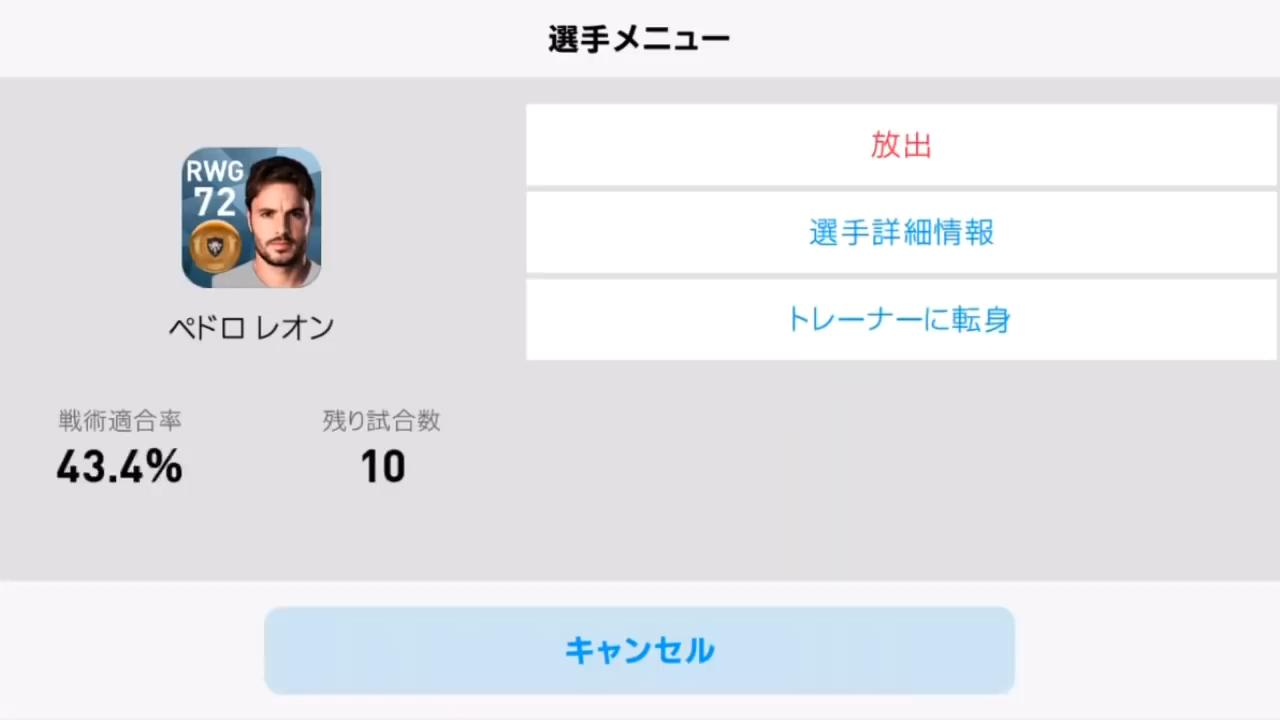 選手メニュー
RWG
72
ペドロ レオン
戦術適合率
43.4%
残り試合数
10
放出
選手詳細情報
トレーナーに転身
キャンセル